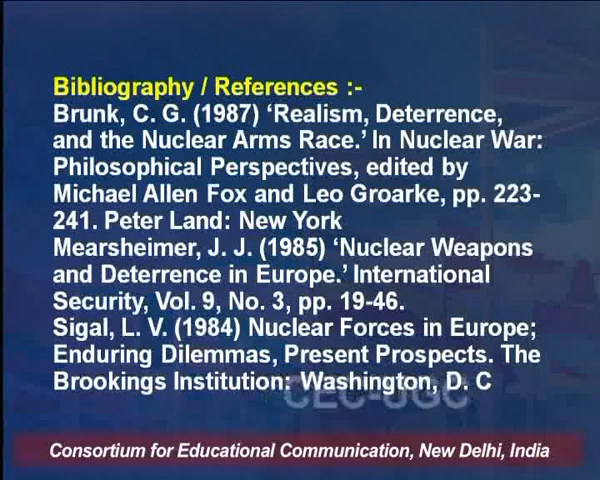 Bibliography / References :-
Brunk, C. G. (1987) ‘Realism, Deterrence,
and the Nuclear Arms Race.’ In Nuclear War:
Philosophical Perspectives, edited by
Michael Allen Fox and Leo Groarke, pp. 223-
241. Peter Land: New York
Mearsheimer, J. J. (1985) ‘Nuclear Weapons
and Deterrence in Europe.’ International
Security, Vol. 9, No. 3, pp. 19-46.
Sigal, L. V. (1984) Nuclear Forces in Europe;
Enduring Dilemmas, Present Prospects. The
Brookings Institution: Washington, D. C
CEC-UGC
Consortium for Educational Communication, New Delhi, India